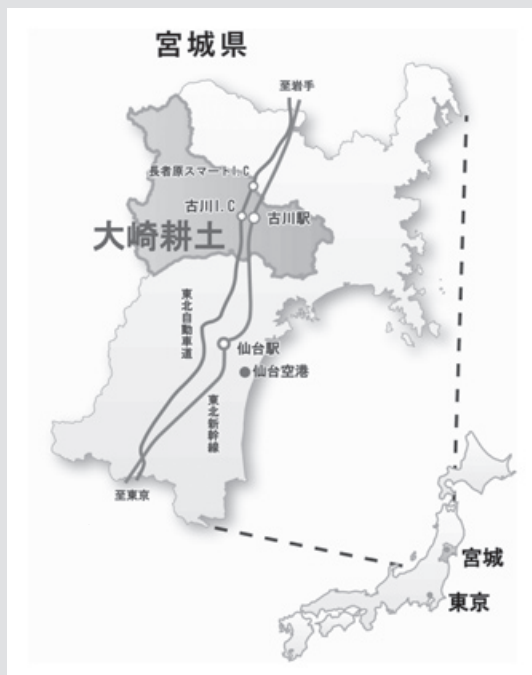 宮城県
至岩手
長者原スマートI.C
古川I.C
古川駅
大崎耕土
東北自動車道
仙台駅
仙台空港
東北新幹線
至東京
宮城
東京